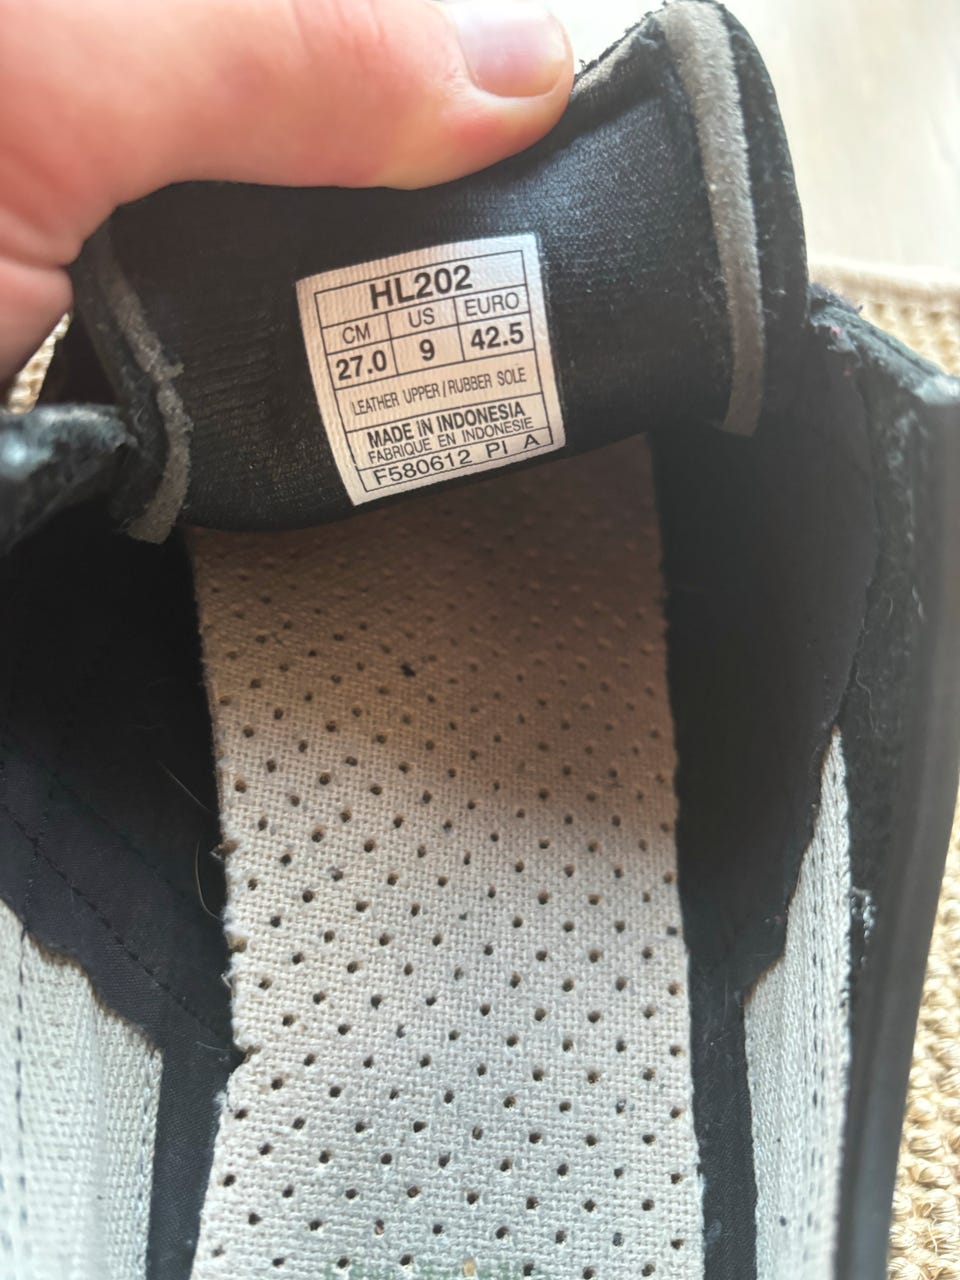 HL202
CM US EURO
27.0 9 42.5
LEATHER UPPER / RUBBER SOLE
MADE IN INDONESIA
FABRIQUE EN INDONESIE
F580612 PI A